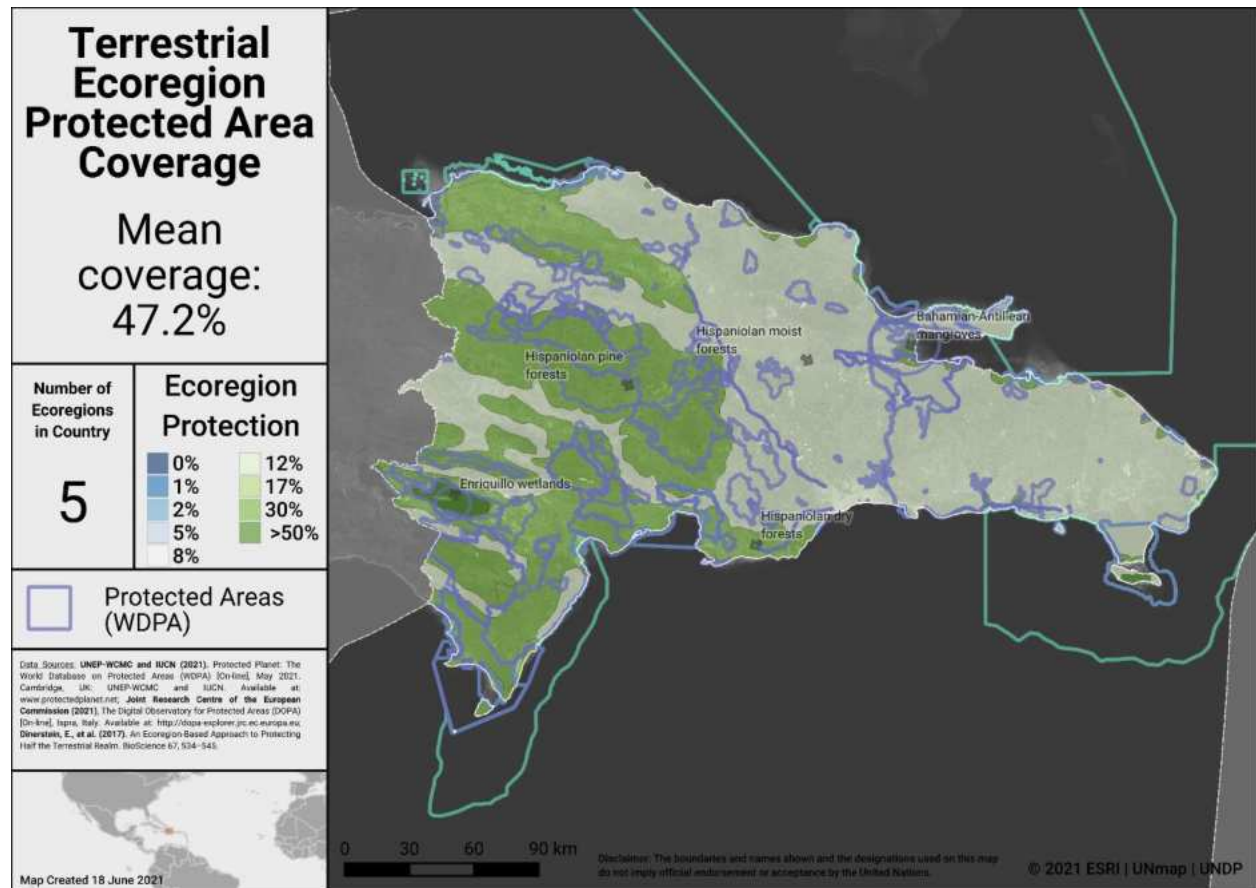 Terrestrial
Ecoregion
Protected Area
Coverage
Mean
coverage:
47.2%
Number of
Ecoregions
in Country
5
Ecoregion
Protection
0%
1%
2%
5%
8%
12%
17%
30%
>50%
Protected Areas
(WDPA)
Data Sources: UNEP-WCMC and IUCN (2021). Protected Planet: The
World Database on Protected Areas (WDPA) [On-line], May 2021.
Cambridge, UK: UNEP-WCMC and IUCN. Available at:
www.protectedplanet.net; Joint Research Centre of the European
Commission (2021), The Digital Observatory for Protected Areas (DOPA)
[On-line], Ispra, Italy. Available at: http://dopa-explorer.jrc.ec.europa.eu;
Dinerstein, E., et al. (2017). An Ecoregion-Based Approach to Protecting
Half the Terrestrial Realm. BioScience 67, 534–545.
Map Created 18 June 2021
Bahamian-Antillean
mangroves
Hispaniolan moist
forests
Hispaniolan pine
forests
Enriquillo wetlands
Hispaniolan dry
forests
0 30 60 90 km
Disclaimer: The boundaries and names shown and the designations used on this map
do not imply official endorsement or acceptance by the United Nations.
© 2021 ESRI | UNmap | UNDP